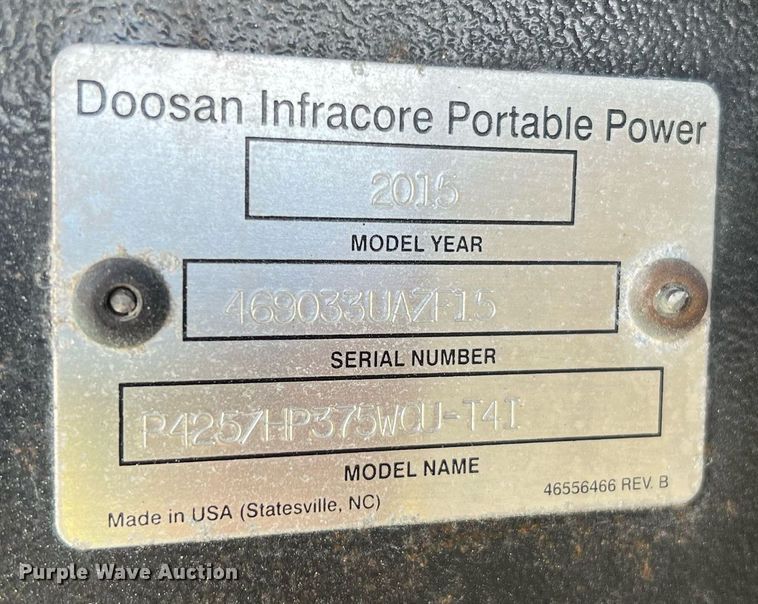 Doosan Infracore Portable Power
2015
MODEL YEAR
469033UAZF15
SERIAL NUMBER
P425/HP375WCU-T4I
MODEL NAME
46556466 REV. B
Made in USA (Statesville, NC)
Purple Wave Auction